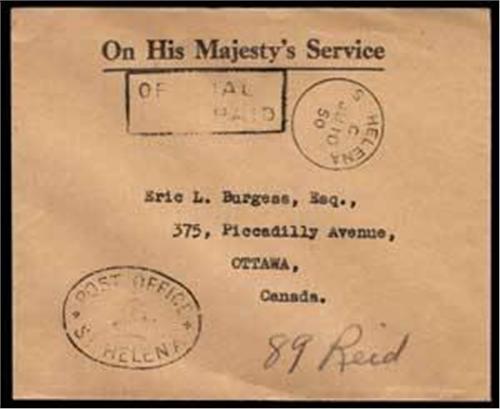 On His Majesty's Service
OF IAL
PAID
S. HELENA
C
10
50
Eric L. Burgess, Esq.,
375, Piccadilly Avenue,
OTTAWA,
Canada.
POST OFFICE
St HELENA
89 Reid